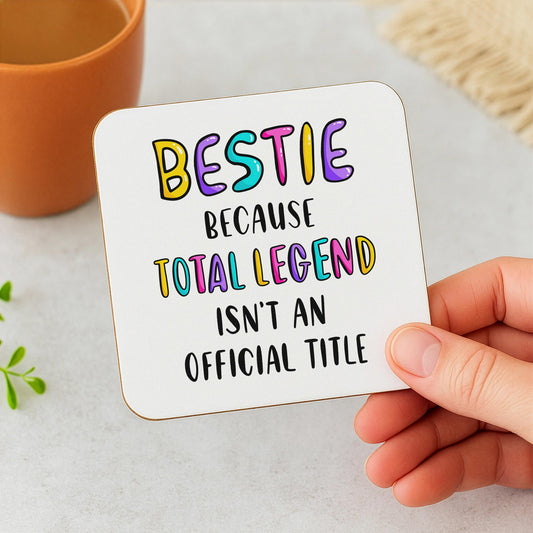 BESTIE
BECAUSE
TOTAL LEGEND
ISN'T AN
OFFICIAL TITLE